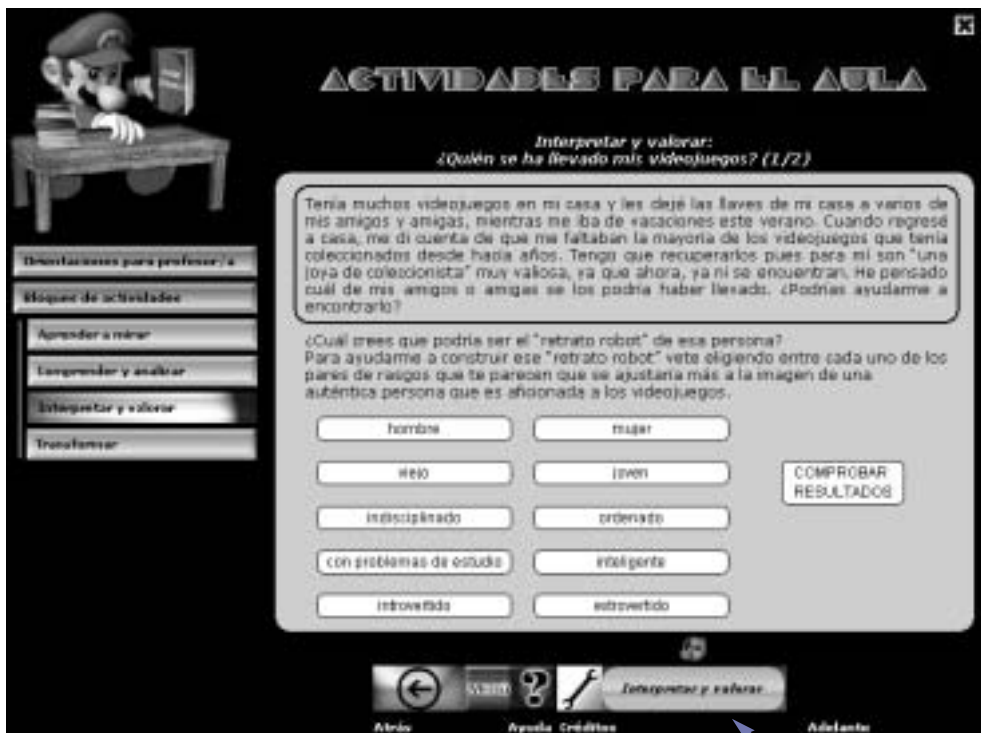 ACTIVIDADES PARA EL AULA
Interpretar y valorar:
¿Quién se ha llevado mis videojuegos? (1/2)
Tenía muchos videojuegos en mi casa y les dejé las llaves de mi casa a varios de
mis amigos y amigas, mientras me iba de vacaciones este verano. Cuando regresé
a casa, me di cuenta de que me faltaban la mayoría de los videojuegos que tenía
coleccionados desde hacía años. Tengo que recuperarlos pues para mi son "una
joya de coleccionista" muy valiosa, ya que ahora, ya ni se encuentran. He pensado
cuál de mis amigos o amigas se los podría haber llevado. ¿Podrías ayudarme a
encontrarlo?
¿Cuál crees que podría ser el "retrato robot" de esa persona?
Para ayudarme a construir ese "retrato robot" vete eligiendo entre cada uno de los
pares de rasgos que te parecen que se ajustaría más a la imagen de una
auténtica persona que es aficionada a los videojuegos.
hombre mujer
viejo joven
indisciplinado ordenado
con problemas de estudio inteligente
introvertido extrovertido
COMPROBAR
RESULTADOS
Orientaciones para profesor/a
Bloques de actividades
Aprender a mirar
Comprender y analizar
Interpretar y valorar
Transformar
?
Interpretar y valorar
Atrás Ayuda Créditos Adelante